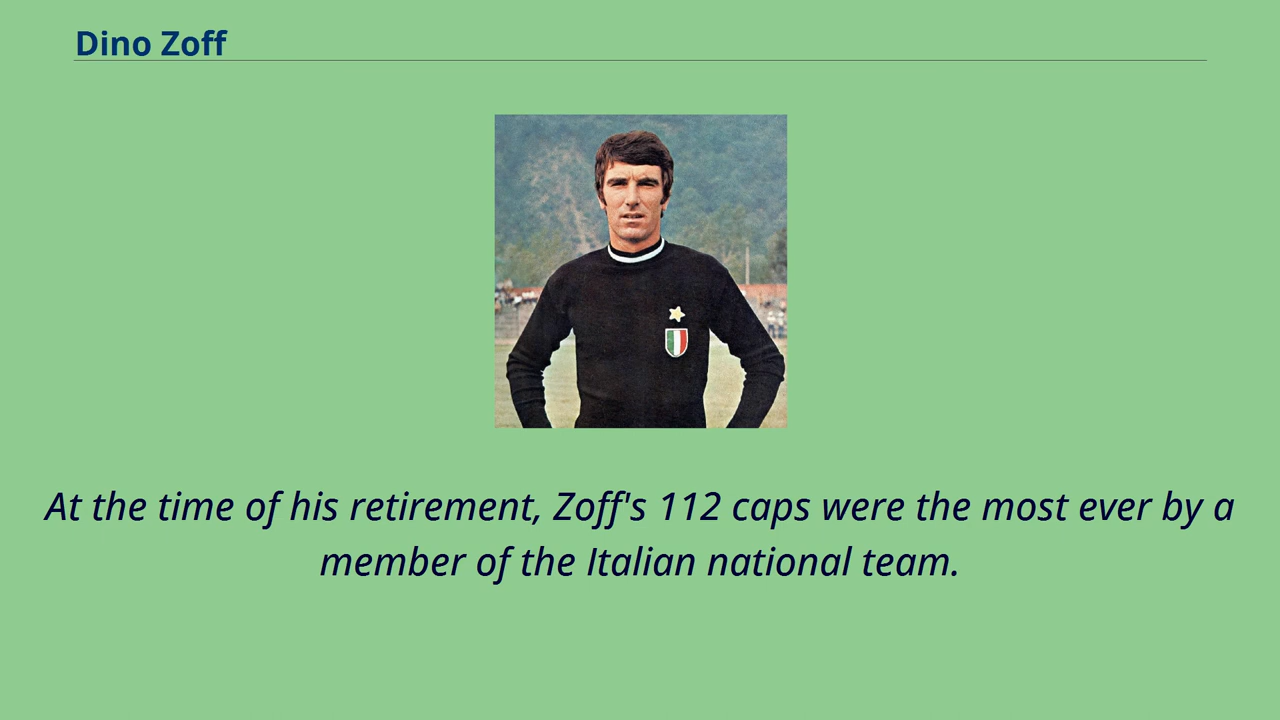 Dino Zoff
At the time of his retirement, Zoff's 112 caps were the most ever by a
member of the Italian national team.